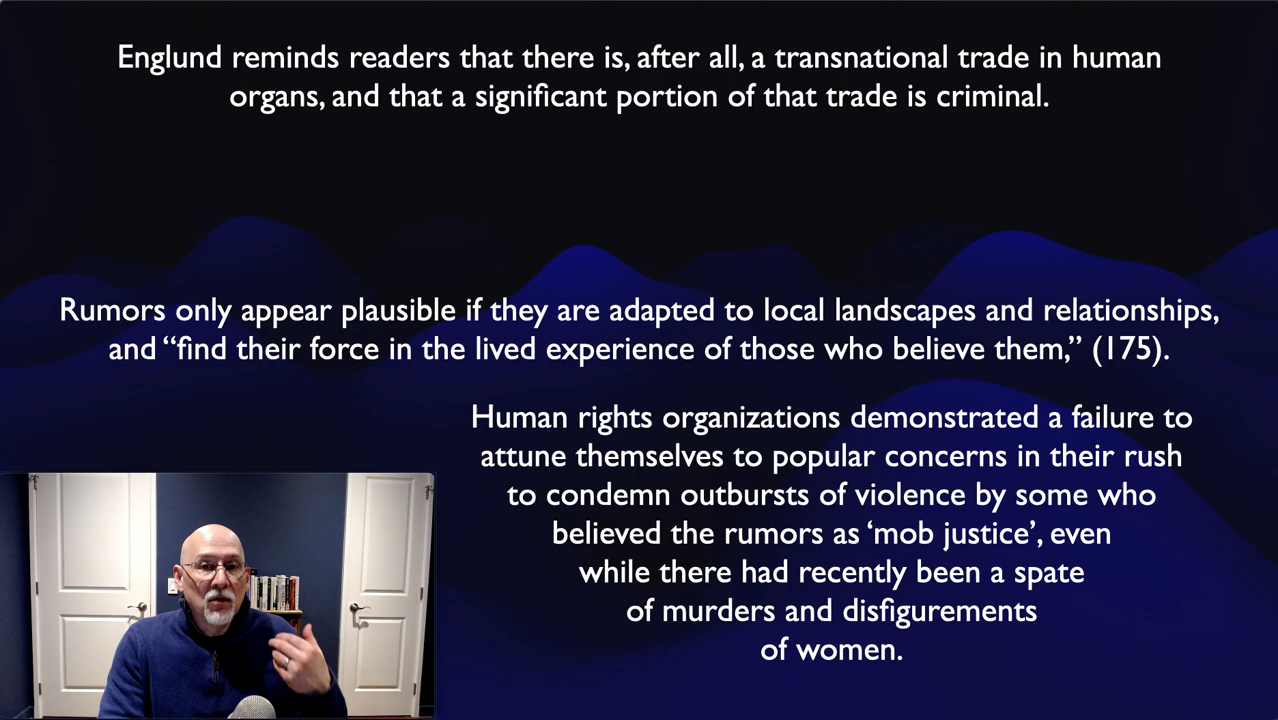 Englund reminds readers that there is, after all, a transnational trade in human
organs, and that a significant portion of that trade is criminal.
Rumors only appear plausible if they are adapted to local landscapes and relationships,
and “find their force in the lived experience of those who believe them,” (175).
Human rights organizations demonstrated a failure to
attune themselves to popular concerns in their rush
to condemn outbursts of violence by some who
believed the rumors as ‘mob justice’, even
while there had recently been a spate
of murders and disfigurements
of women.